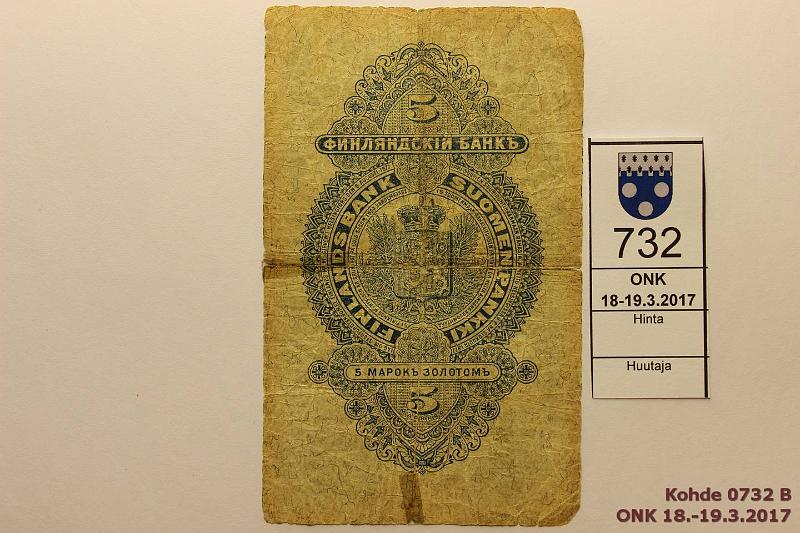 5
ФИНЛЯНДСКІЙ БАНКЪ
FINLANDS BANK
SUOMEN PANKKI
5 МАРОКЪ ЗОЛОТОМЪ
5
732
ONK
18-19.3.2017
Hinta
Huutaja
Kohde 0732 B
ONK 18.-19.3.2017